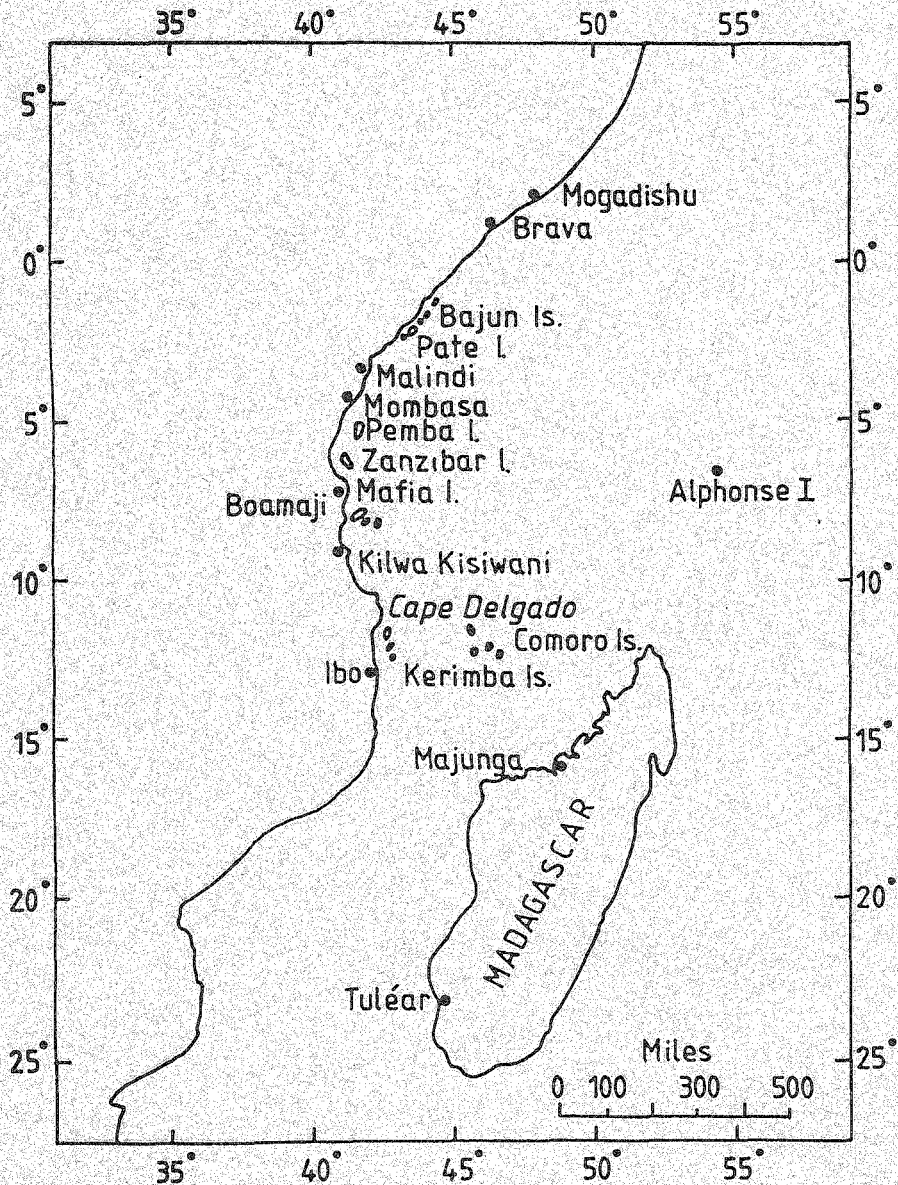 35° 40° 45° 50° 55°
5° 5°
Mogadishu
Brava
0° 0°
Bajun Is.
Pate I.
Malindi
Mombasa
5° 5°
Pemba I.
Zanzibar I.
Mafia I.
Alphonse I
Boamaji
Kilwa Kisiwani
10° 10°
Cape Delgado
Comoro Is.
Ibo Kerimba Is.
15° 15°
Majunga
MADAGASCAR
20° 20°
Tuléar
Miles
25° 25°
0 100 300 500
35° 40° 45° 50° 55°